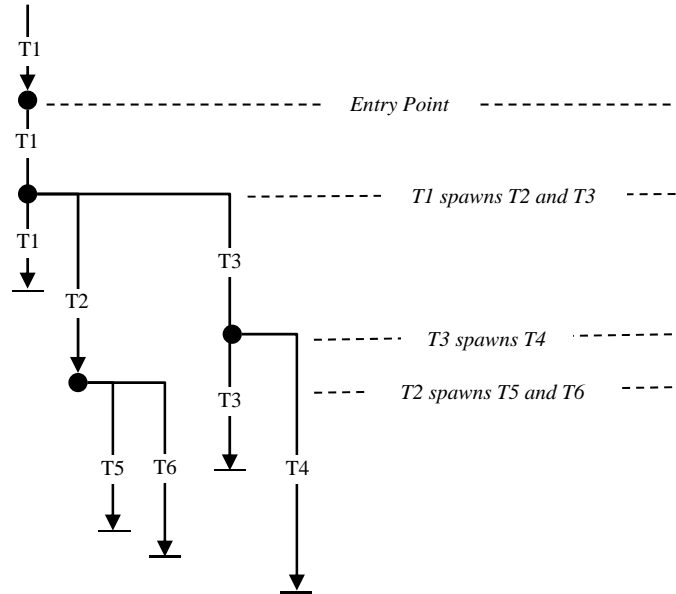 T1
Entry Point
T1
T1 spawns T2 and T3
T1
T3
T2
T3 spawns T4
T3
T2 spawns T5 and T6
T5
T6
T4